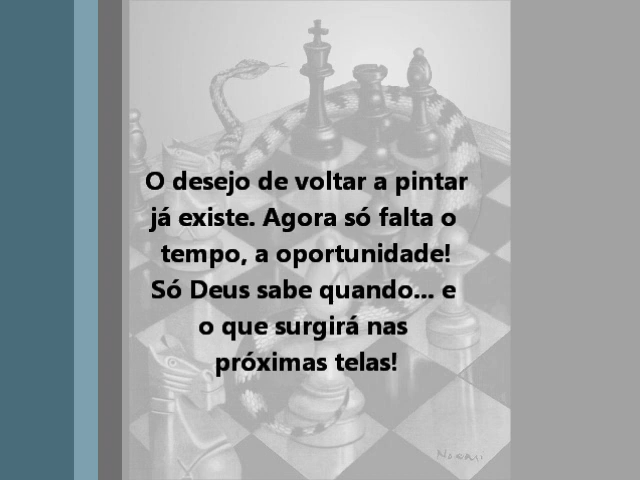 O desejo de voltar a pintar
já existe. Agora só falta o
tempo, a oportunidade!
Só Deus sabe quando... e
o que surgirá nas
próximas telas!